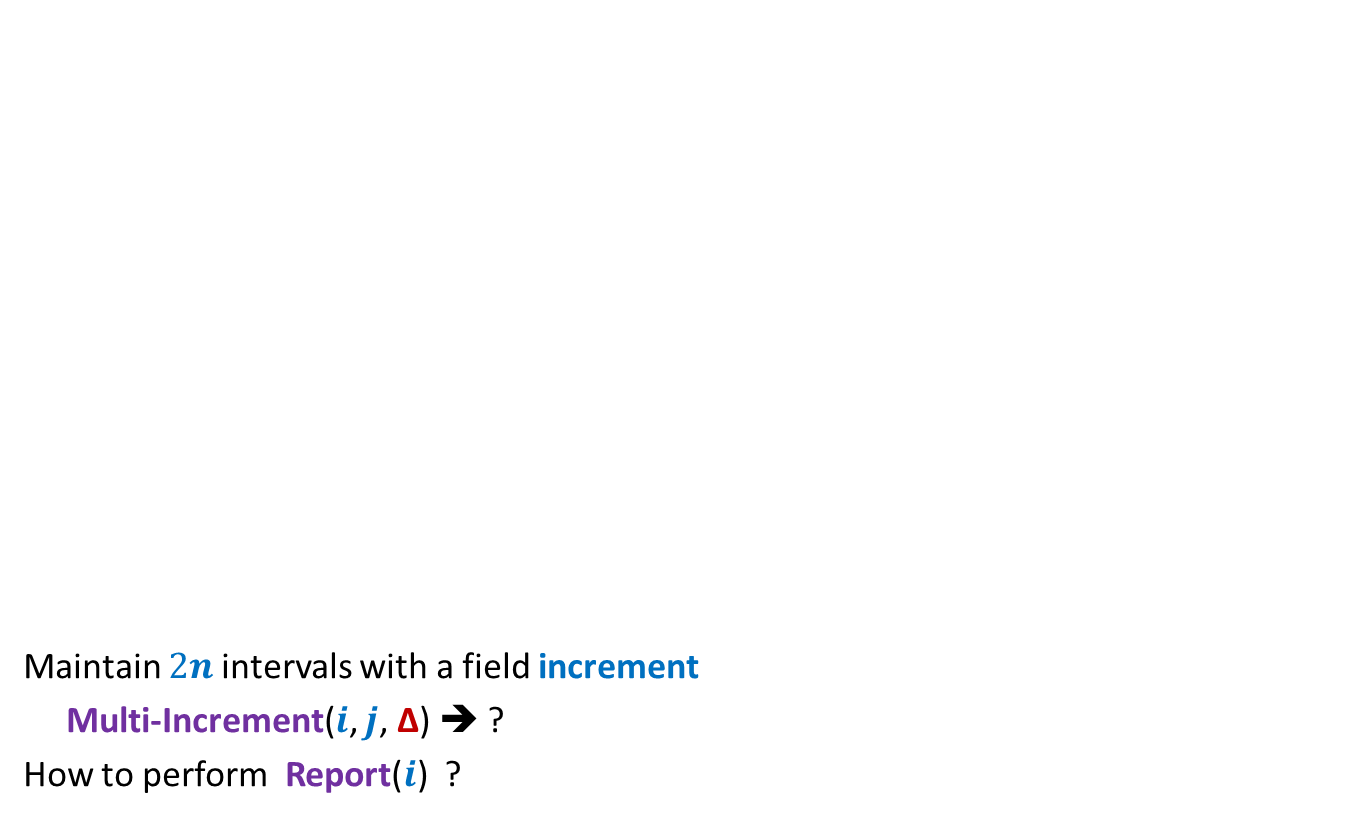 Maintain 2n intervals with a field increment
Multi-Increment(i, j, Δ) ➔ ?
How to perform Report(i) ?